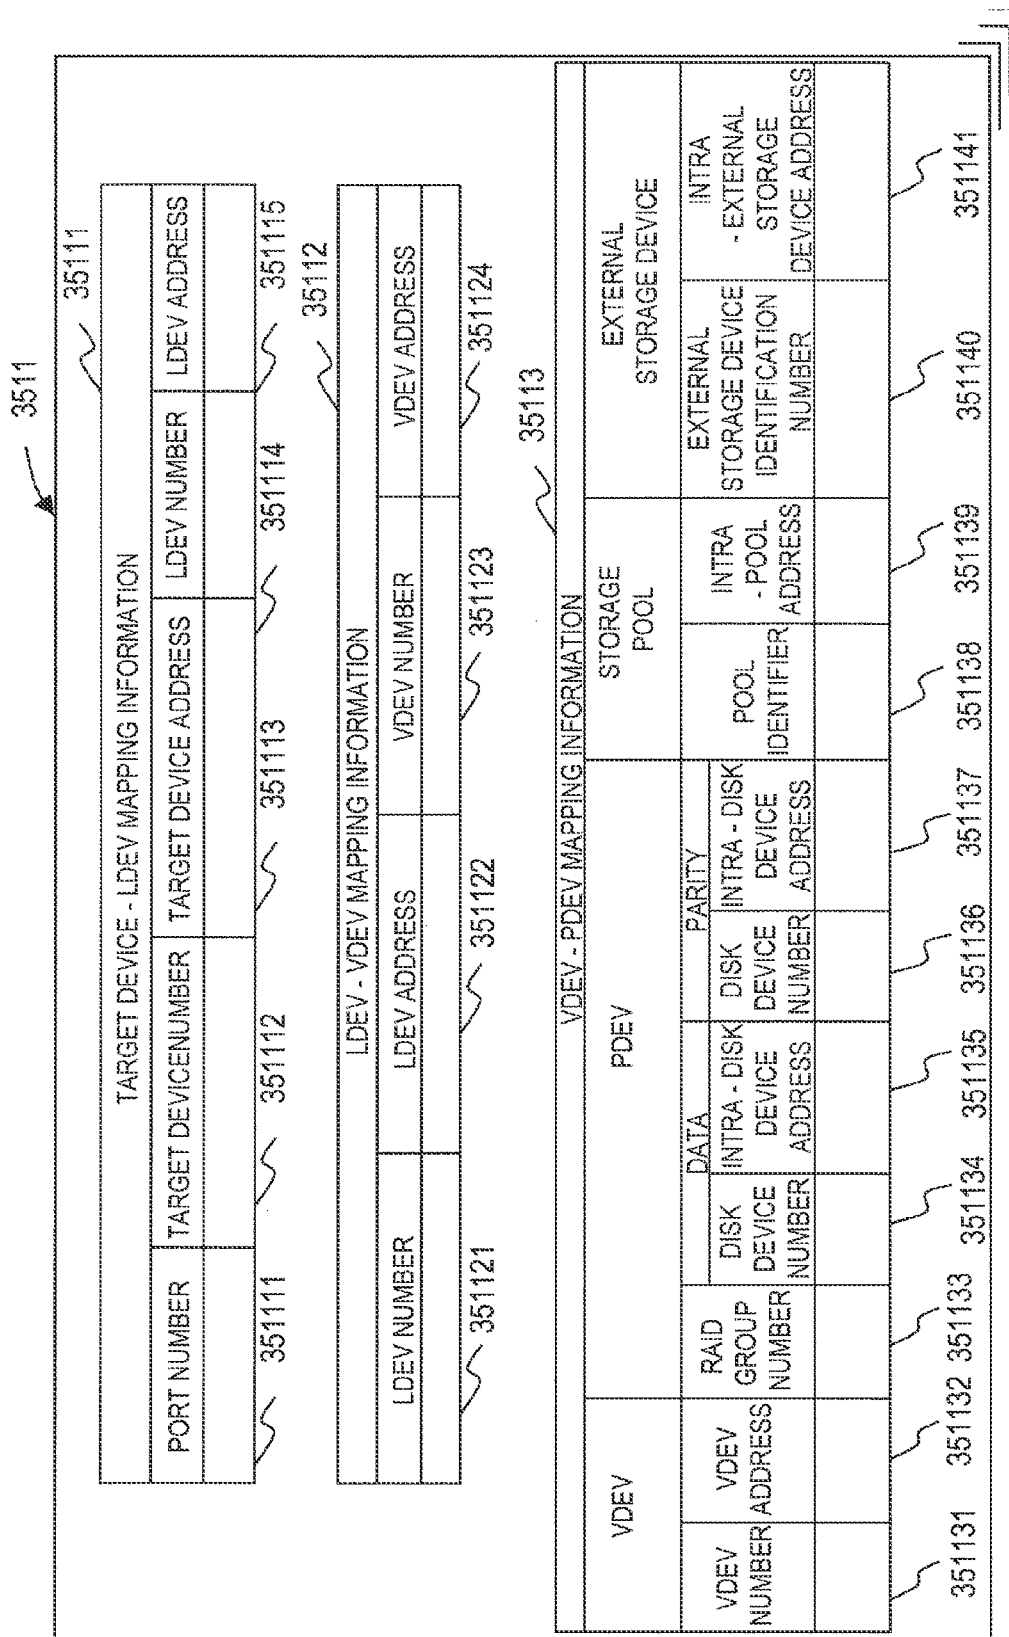 3511
35111
TARGET DEVICE - LDEV MAPPING INFORMATION
PORT NUMBER
TARGET DEVICENUMBER
TARGET DEVICE ADDRESS
LDEV NUMBER
LDEV ADDRESS
351111
351112
351113
351114
351115
35112
LDEV - VDEV MAPPING INFORMATION
LDEV NUMBER
LDEV ADDRESS
VDEV NUMBER
VDEV ADDRESS
351121
351122
351123
351124
35113
VDEV - PDEV MAPPING INFORMATION
VDEV
PDEV
STORAGE
POOL
EXTERNAL
STORAGE DEVICE
DATA
PARITY
VDEV
NUMBER
VDEV
ADDRESS
RAID
GROUP
NUMBER
DISK
DEVICE
NUMBER
INTRA - DISK
DEVICE
ADDRESS
DISK
DEVICE
NUMBER
INTRA - DISK
DEVICE
ADDRESS
POOL
IDENTIFIER
INTRA
- POOL
ADDRESS
EXTERNAL
STORAGE DEVICE
IDENTIFICATION
NUMBER
INTRA
- EXTERNAL
STORAGE
DEVICE ADDRESS
351131
351132
351133
351134
351135
351136
351137
351138
351139
351140
351141